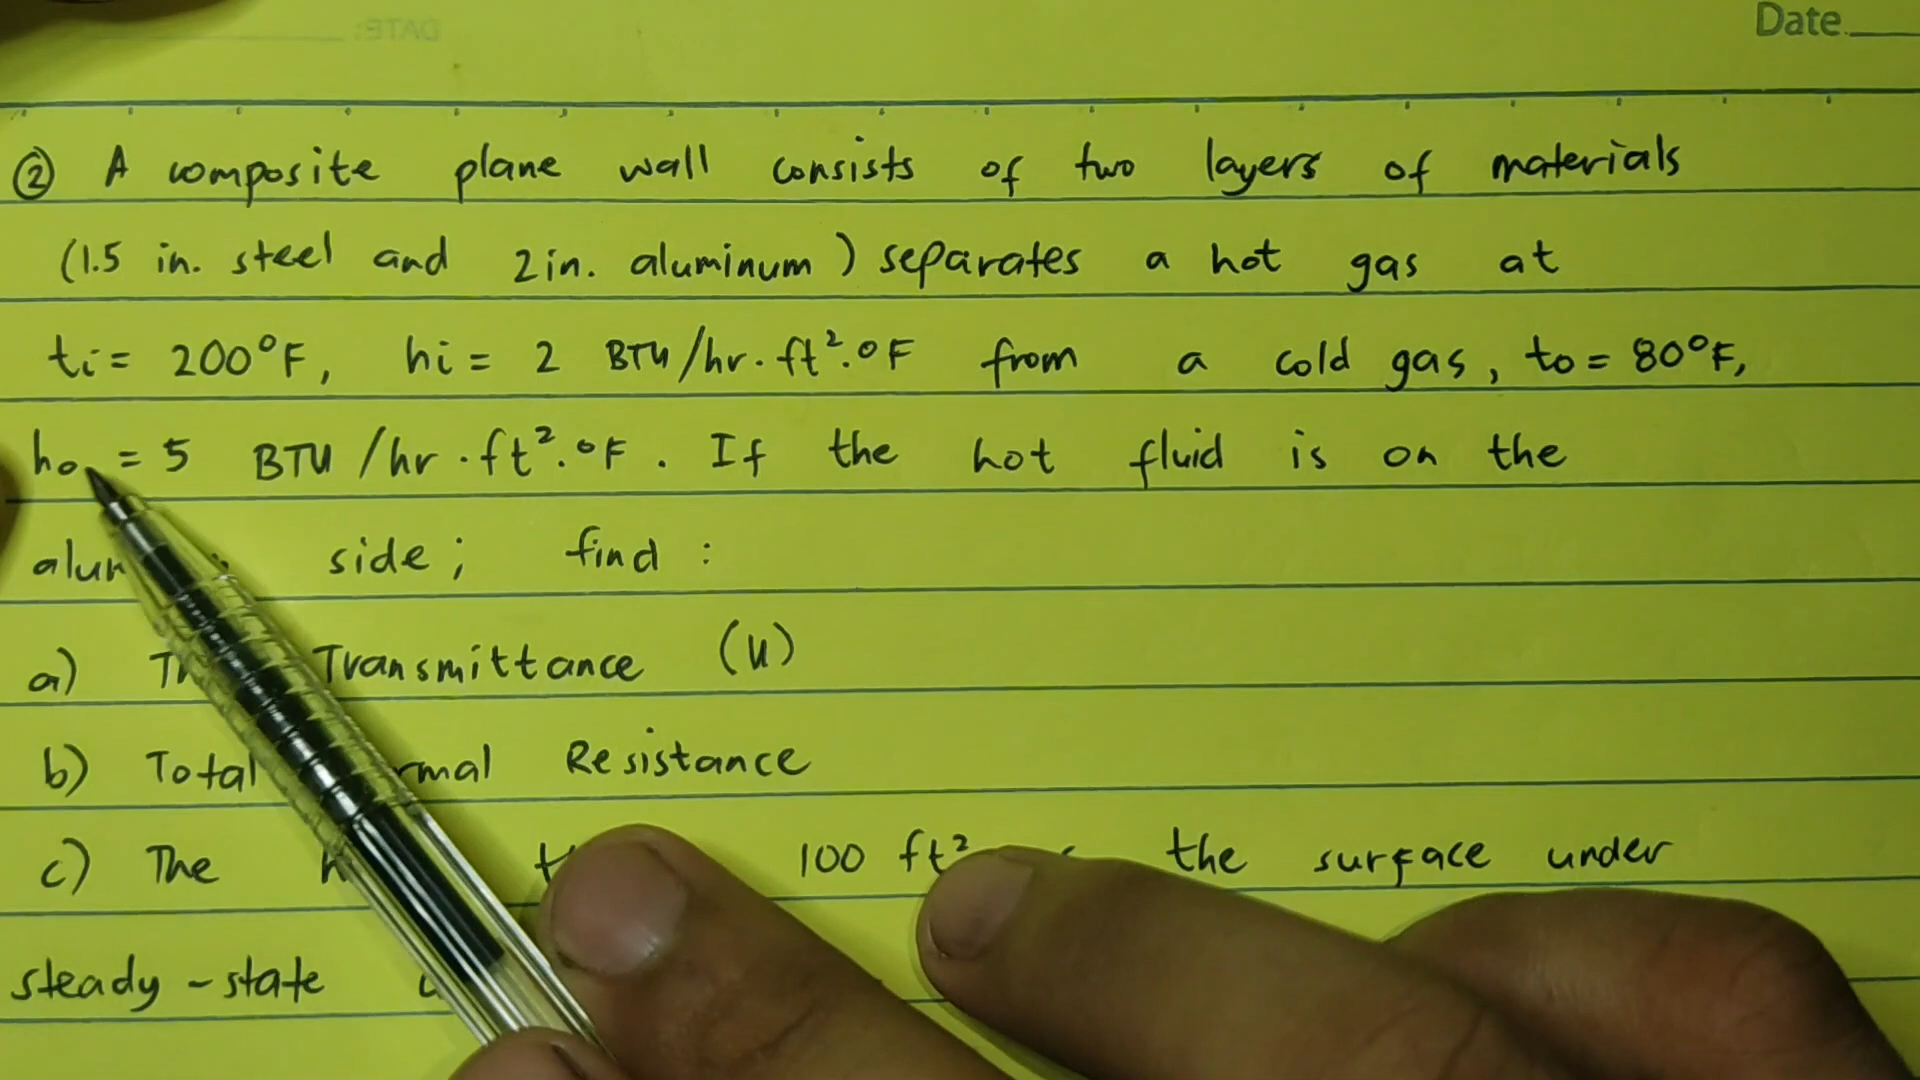 DATE:
Date
② A composite plane wall consists of two layers of materials
(1.5 in. steel and 2in. aluminum) separates a hot gas at
ti = 200°F, hi = 2 BTU/hr.ft².°F from a cold gas, to = 80°F,
ho = 5 BTU/hr.ft².°F. If the hot fluid is on the
side; find:
a) Transmittance (U)
b) Total Resistance
c) The 100 ft² the surface under
steady-state